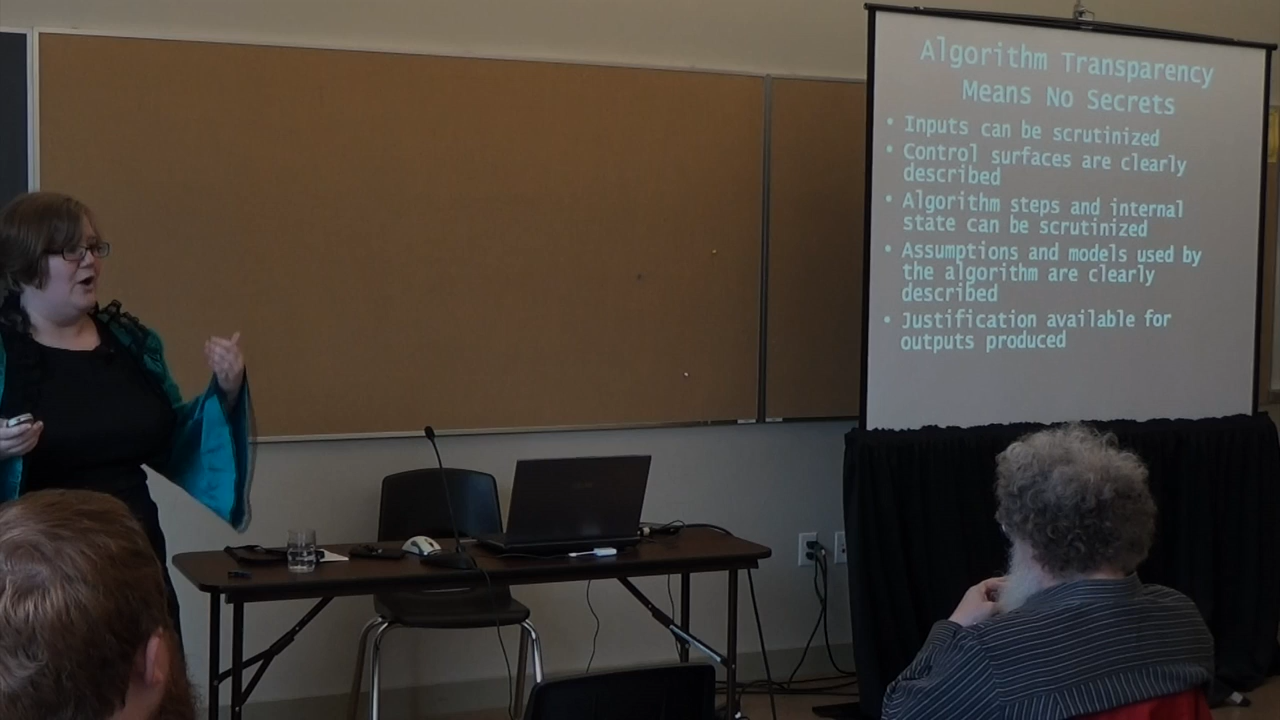 Algorithm Transparency
Means No Secrets
• Inputs can be scrutinized
• Control surfaces are clearly
described
• Algorithm steps and internal
state can be scrutinized
• Assumptions and models used by
the algorithm are clearly
described
• Justification available for
outputs produced